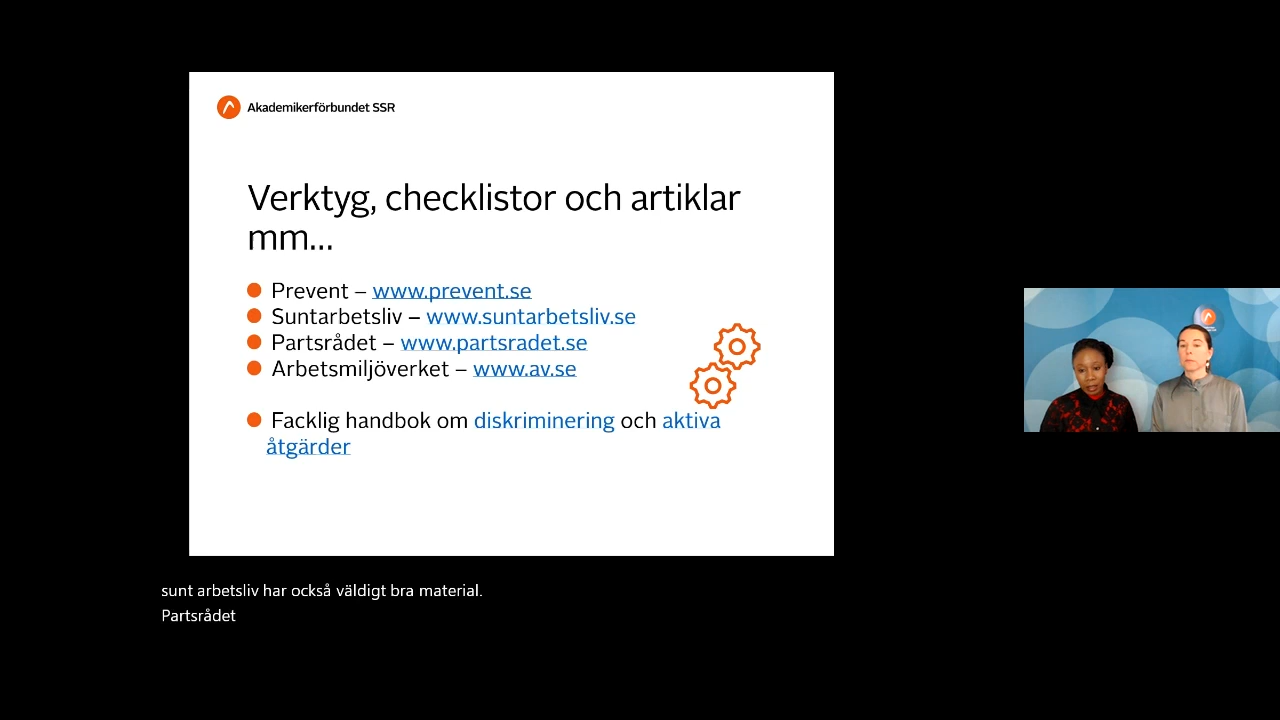 Akademikerförbundet SSR
Verktyg, checklistor och artiklar
mm...
Prevent – www.prevent.se
Suntarbetsliv – www.suntarbetsliv.se
Partsrådet – www.partsradet.se
Arbetsmiljöverket – www.av.se
Facklig handbok om diskriminering och aktiva
åtgärder
sunt arbetsliv har också väldigt bra material.
Partsrådet